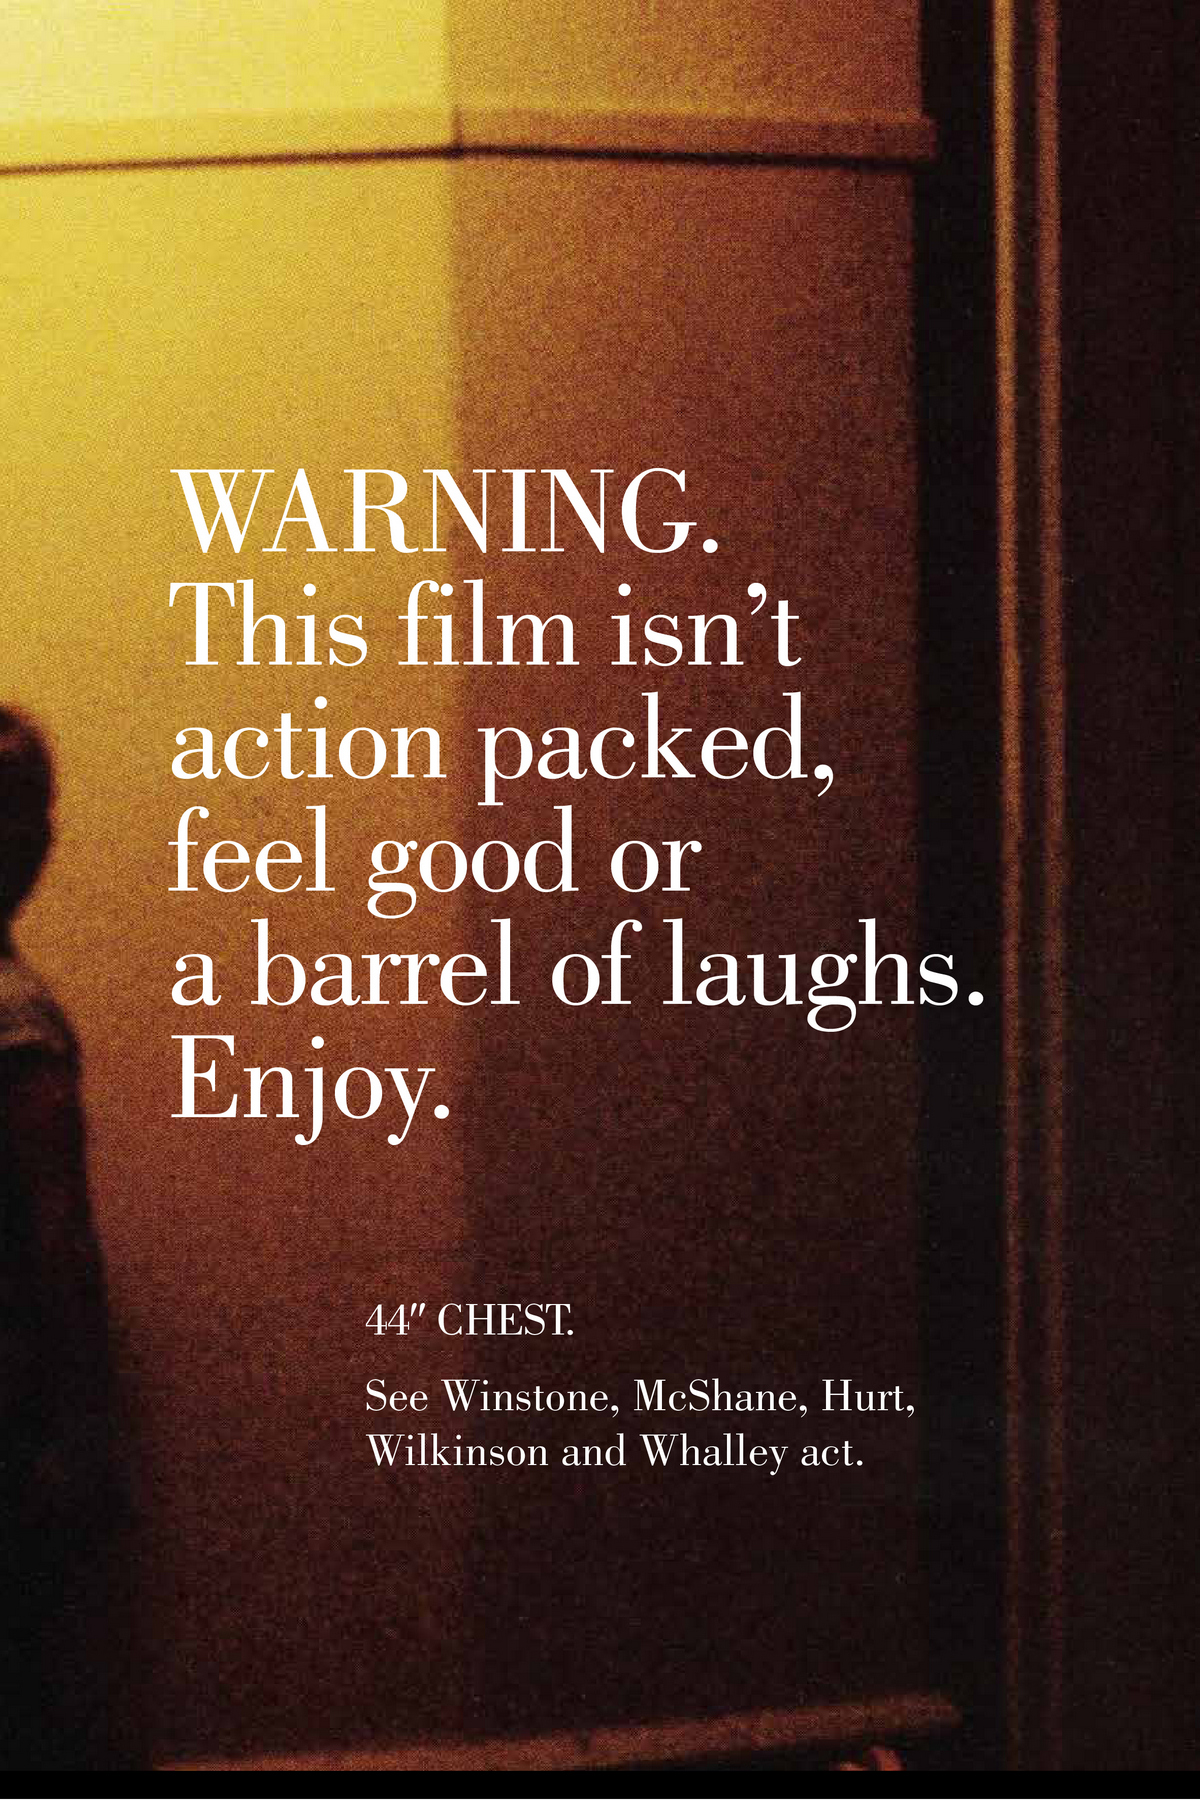 WARNING.
This film isn’t
action packed,
feel good or
a barrel of laughs.
Enjoy.
44″ CHEST.
See Winstone, McShane, Hurt,
Wilkinson and Whalley act.